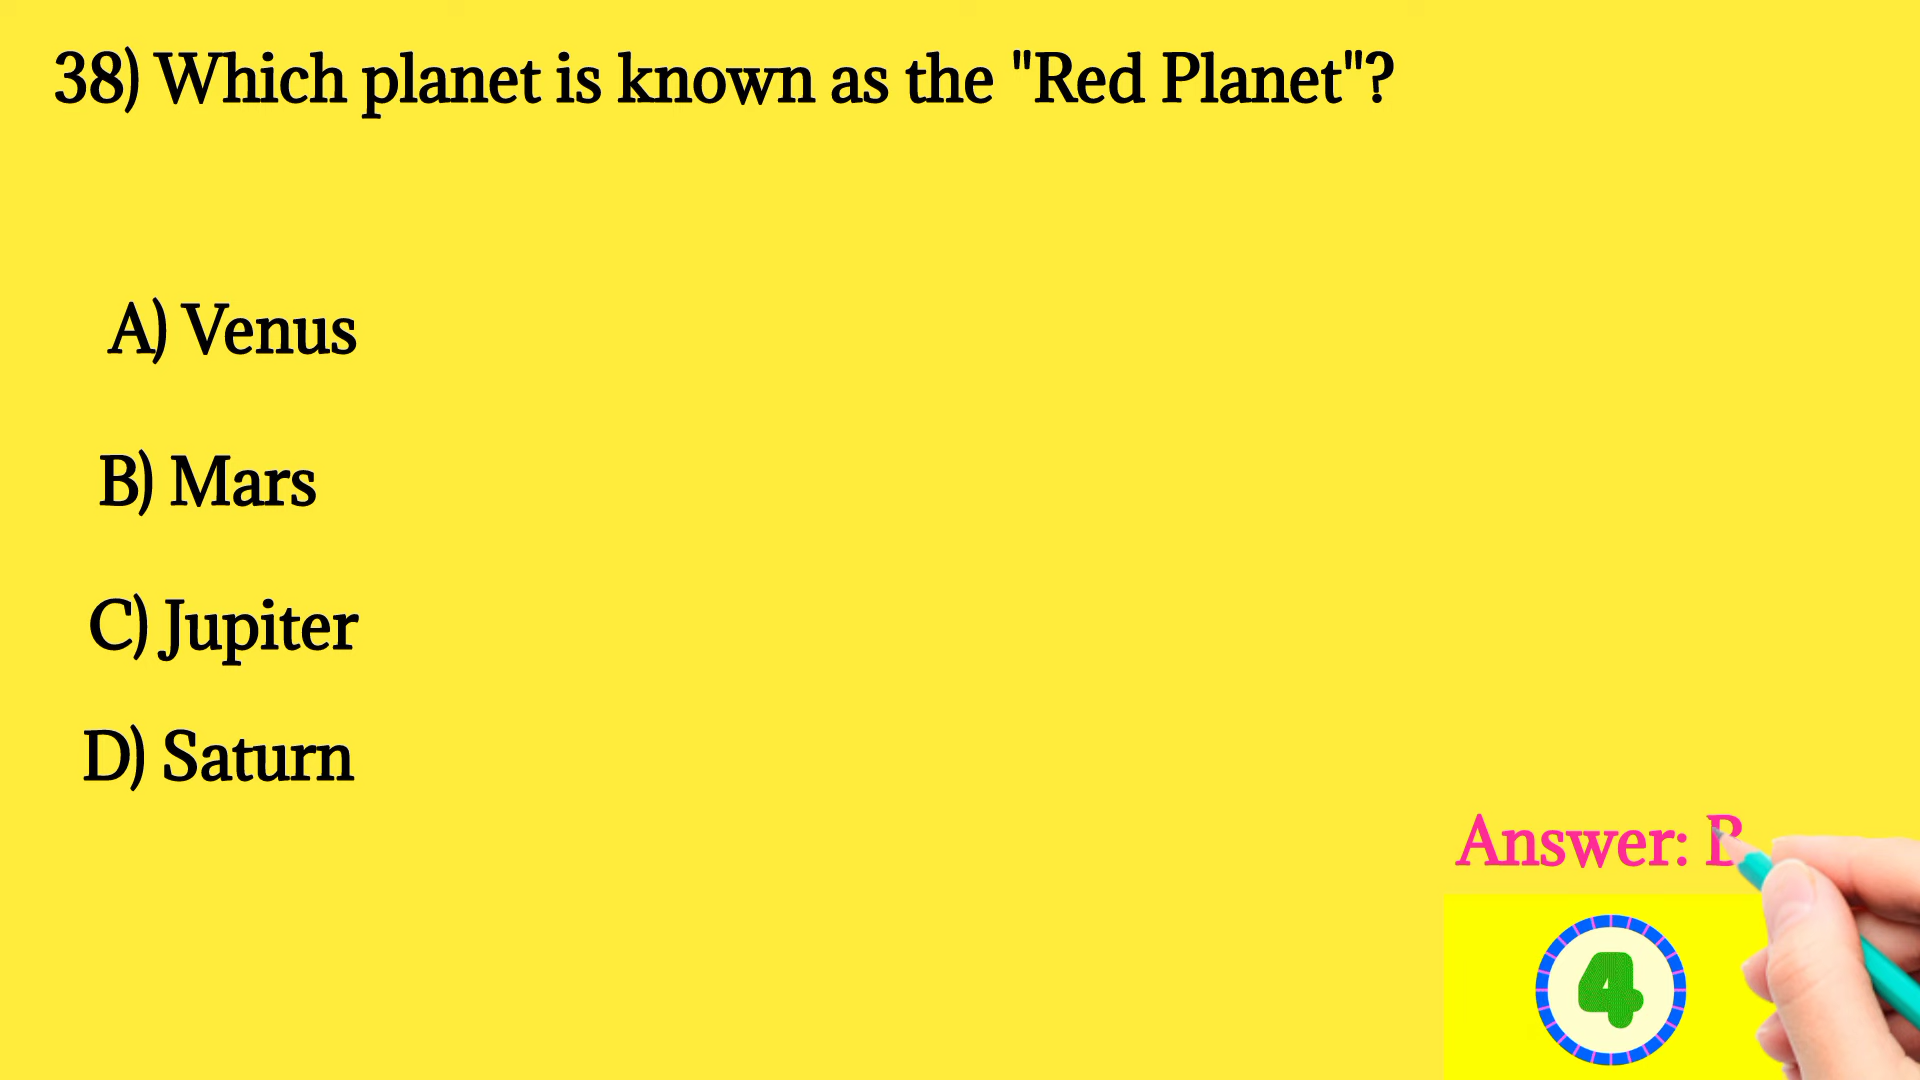 38) Which planet is known as the "Red Planet"?
A) Venus
B) Mars
C) Jupiter
D) Saturn
Answer: B
4